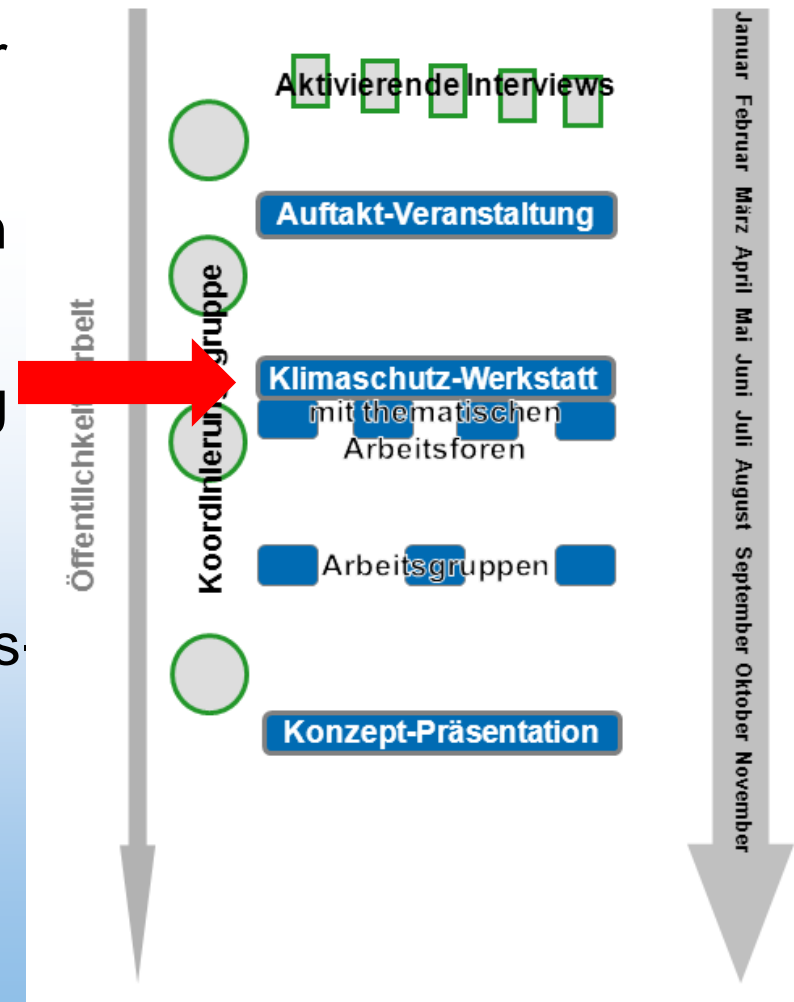 r
Aktivierende Interviews
Auftakt-Veranstaltung
n
Klimaschutz-Werkstatt
mit thematischen
Arbeitsforen
g
Arbeitsgruppen
s-
Konzept-Präsentation
Koordinierungsgruppe
Januar Februar März April Mai Juni Juli August September Oktober November